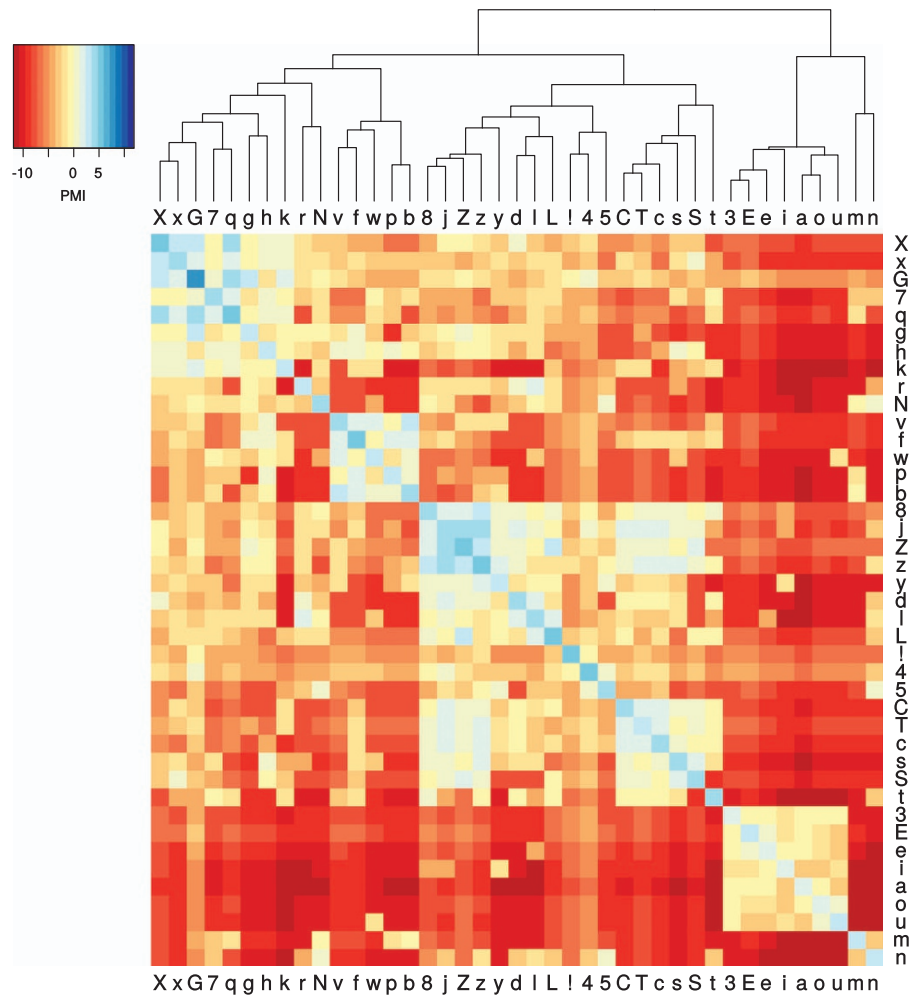 -10 0 5
PMI
X x G 7 q g h k r N v f w p b 8 j Z z y d l L ! 4 5 C T c s S t 3 E e i a o u m n
X
x
G
7
q
g
h
k
r
N
v
f
w
p
b
8
j
Z
z
y
d
l
L
!
4
5
C
T
c
s
S
t
3
E
e
i
a
o
u
m
n
X x G 7 q g h k r N v f w p b 8 j Z z y d l L ! 4 5 C T c s S t 3 E e i a o u m n